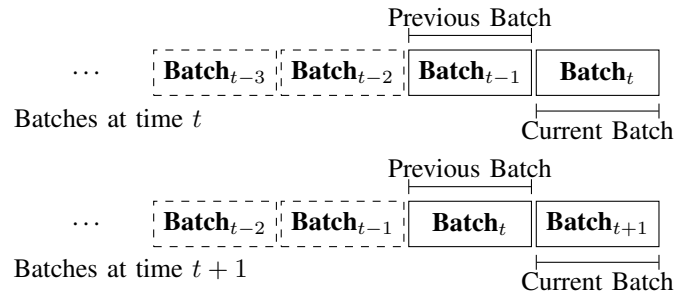 Previous Batch
⋯ Batch_{t−3} Batch_{t−2} Batch_{t−1} Batch_t
Batches at time t
Current Batch
Previous Batch
⋯ Batch_{t−2} Batch_{t−1} Batch_t Batch_{t+1}
Batches at time t + 1
Current Batch